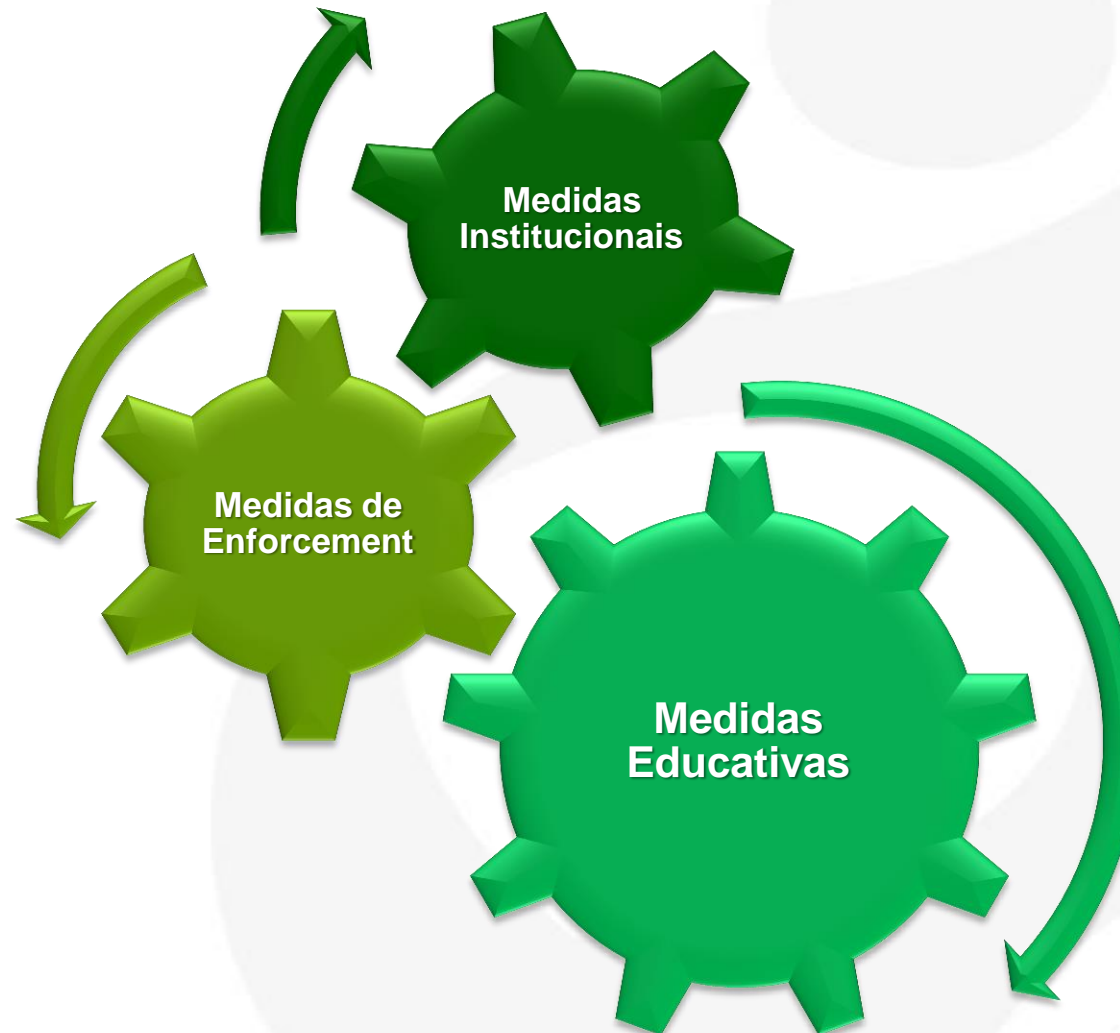 Medidas
Institucionais
Medidas de
Enforcement
Medidas
Educativas